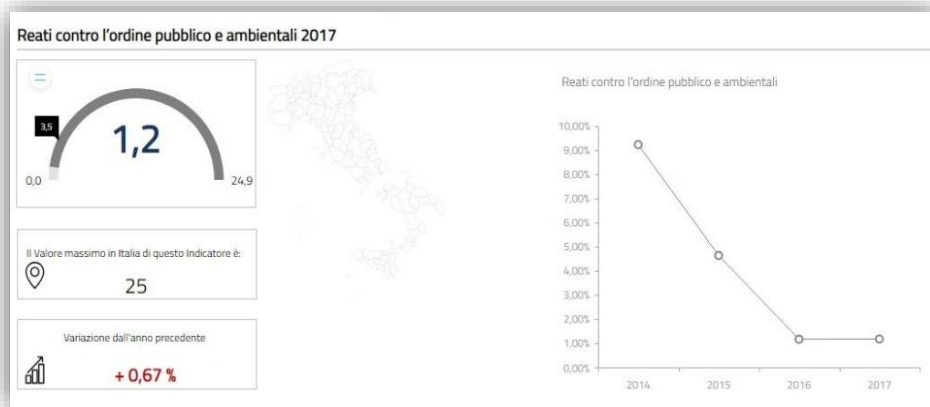 Reati contro l'ordine pubblico e ambientali 2017
3,5
1,2
0,0
24,9
Il Valore massimo in Italia di questo Indicatore è:
25
Variazione dall'anno precedente
+ 0,67 %
Reati contro l'ordine pubblico e ambientali
10,00%
9,00%
8,00%
7,00%
6,00%
5,00%
4,00%
3,00%
2,00%
1,00%
0,00%
2014 2015 2016 2017